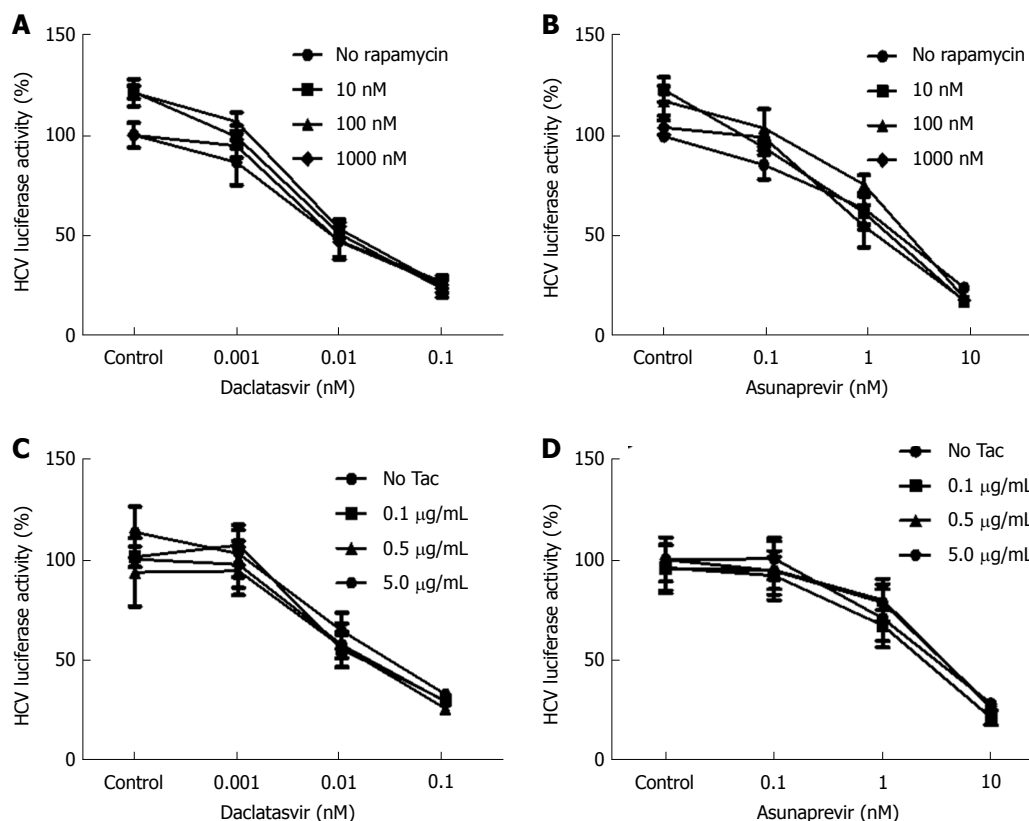 A
HCV luciferase activity (%)
150
100
50
0
No rapamycin
10 nM
100 nM
1000 nM
Control 0.001 0.01 0.1
Daclatasvir (nM)
B
HCV luciferase activity (%)
150
100
50
0
No rapamycin
10 nM
100 nM
1000 nM
Control 0.1 1 10
Asunaprevir (nM)
C
HCV luciferase activity (%)
150
100
50
0
No Tac
0.1 μg/mL
0.5 μg/mL
5.0 μg/mL
Control 0.001 0.01 0.1
Daclatasvir (nM)
D
HCV luciferase activity (%)
150
100
50
0
No Tac
0.1 μg/mL
0.5 μg/mL
5.0 μg/mL
Control 0.1 1 10
Asunaprevir (nM)